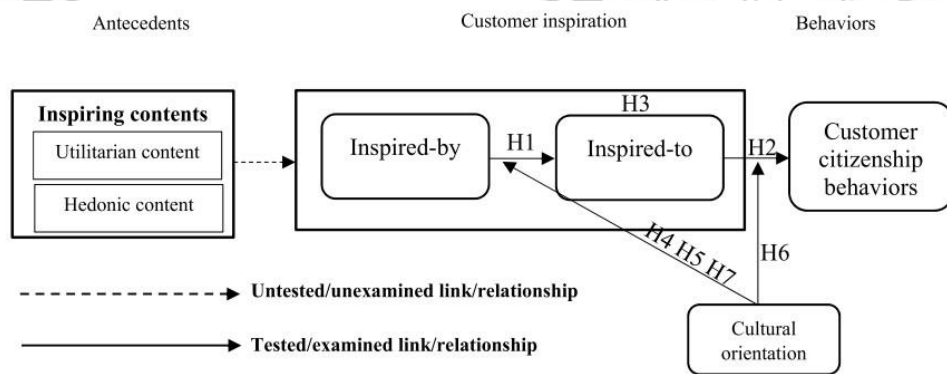 Antecedents
Customer inspiration
Behaviors
Inspiring contents
Utilitarian content
Hedonic content
Inspired-by
H1
H3
Inspired-to
H2
Customer
citizenship
behaviors
H4 H5 H7
H6
Untested/unexamined link/relationship
Tested/examined link/relationship
Cultural
orientation